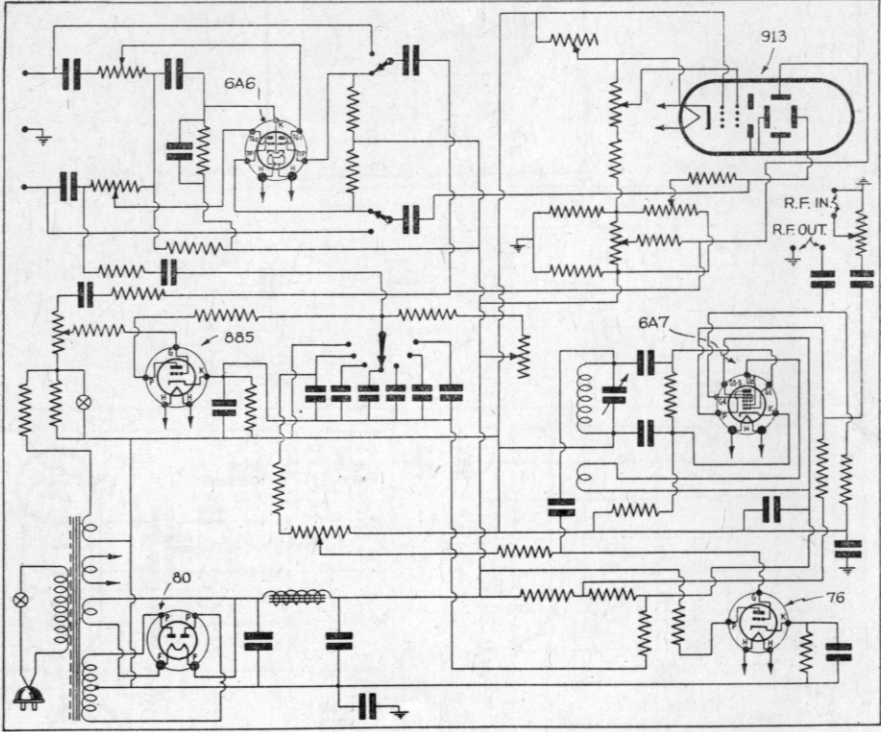 913
6A6
R.F. IN.
R.F. OUT.
6A7
885
G
P
K
H H
80
P P
F F
G
P
K
H H
76